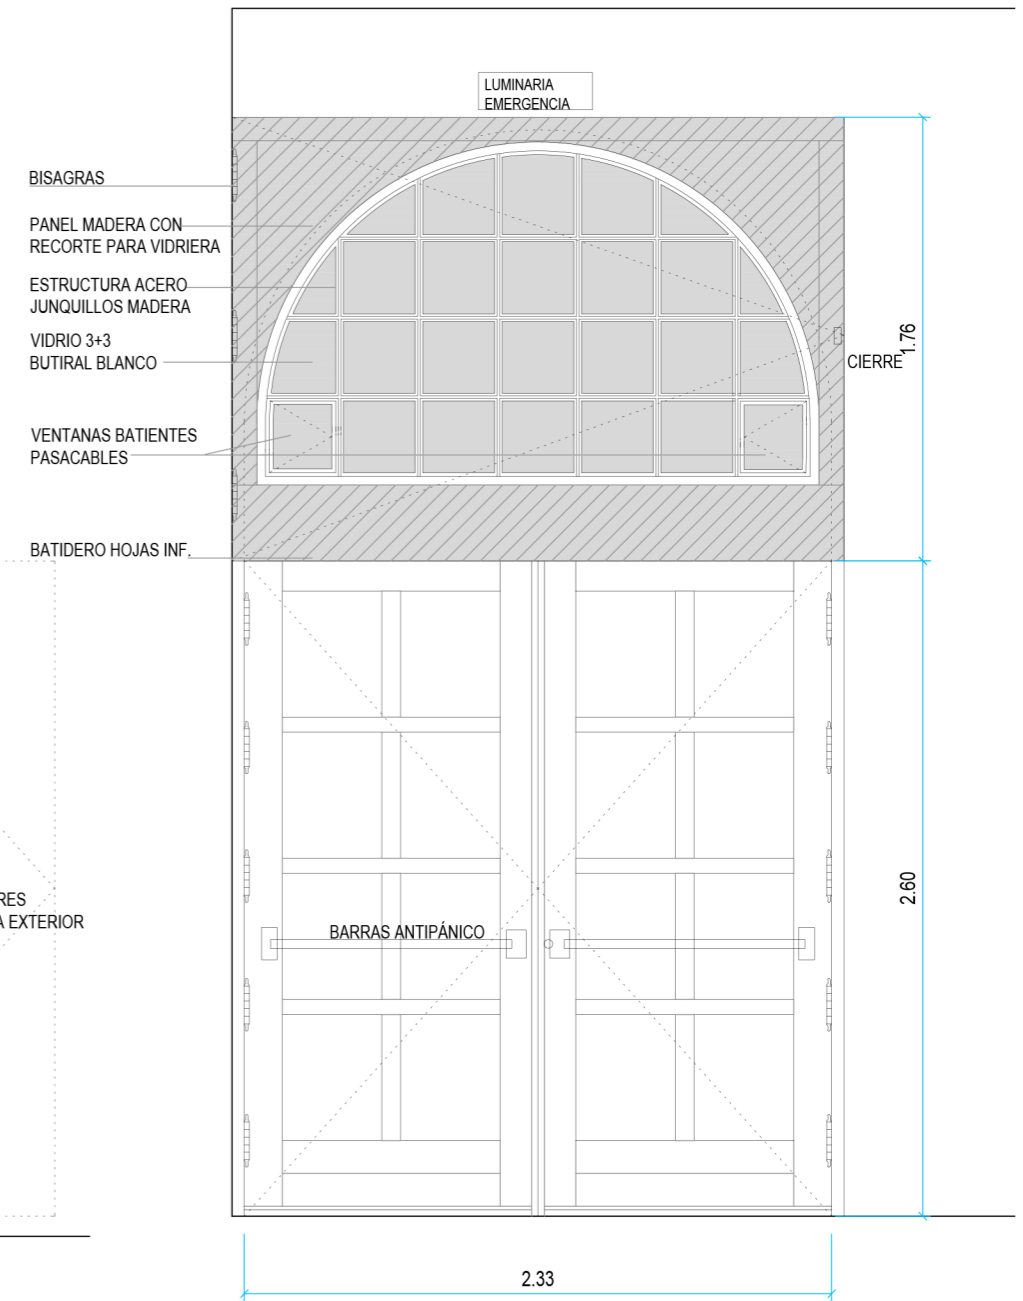 LUMINARIA
EMERGENCIA
BISAGRAS
PANEL MADERA CON
RECORTE PARA VIDRIERA
ESTRUCTURA ACERO
JUNQUILLOS MADERA
VIDRIO 3+3
BUTIRAL BLANCO
CIERRE
1.76
VENTANAS BATIENTES
PASACABLES
BATIDERO HOJAS INF.
2.60
RES
A EXTERIOR
BARRAS ANTIPÁNICO
2.33